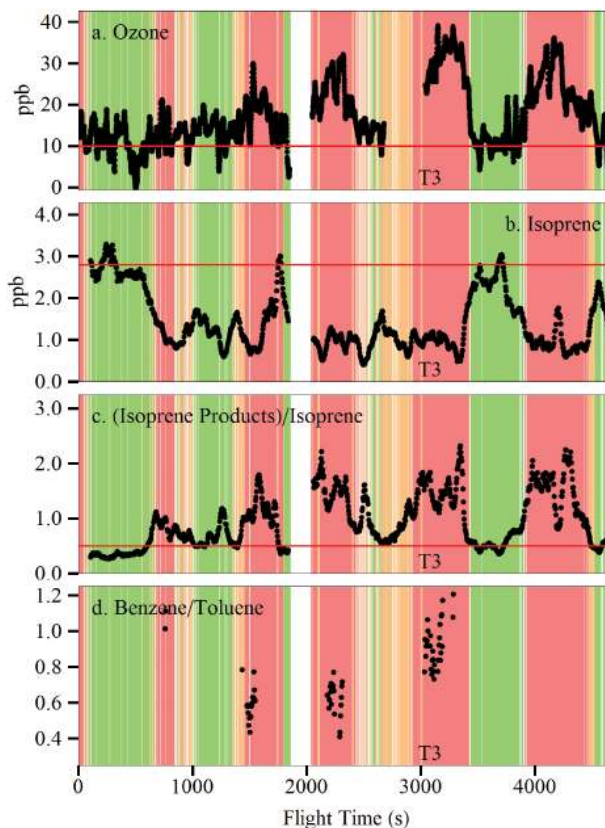 a. Ozone
ppb
40
30
20
10
0
T3
b. Isoprene
ppb
4.0
3.0
2.0
1.0
0.0
T3
c. (Isoprene Products)/Isoprene
3.0
2.0
1.0
0.0
T3
d. Benzene/Toluene
1.2
1.0
0.8
0.6
0.4
T3
0 1000 2000 3000 4000
Flight Time (s)